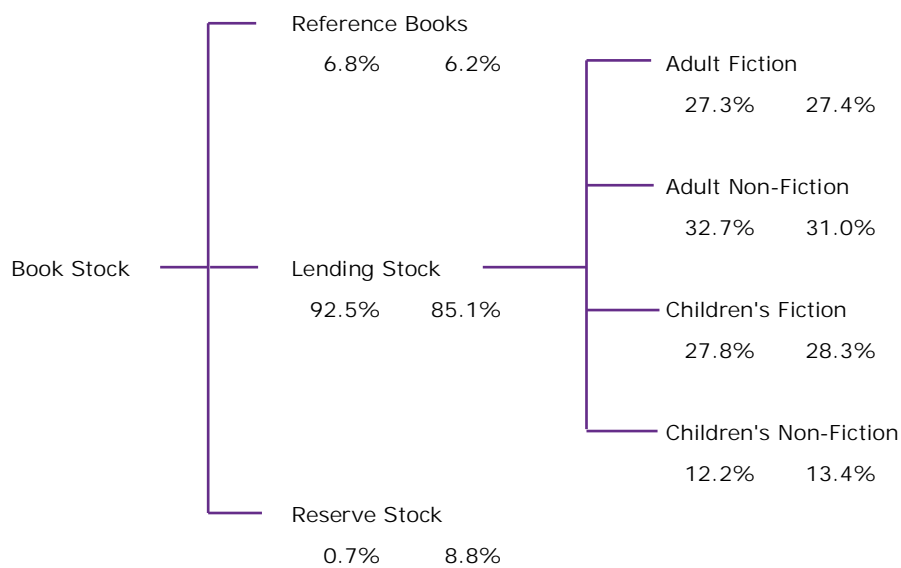 Reference Books
6.8% 6.2%
Adult Fiction
27.3% 27.4%
Adult Non-Fiction
32.7% 31.0%
Book Stock
Lending Stock
92.5% 85.1%
Children's Fiction
27.8% 28.3%
Children's Non-Fiction
12.2% 13.4%
Reserve Stock
0.7% 8.8%